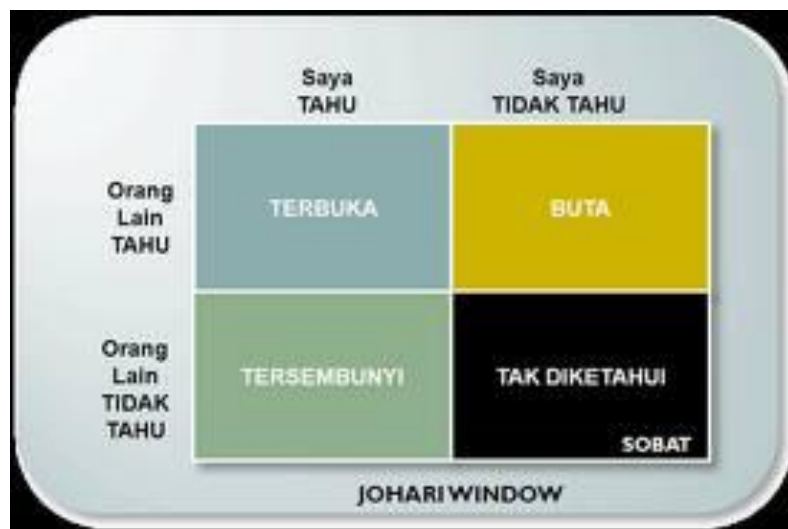 Saya
TAHU
Saya
TIDAK TAHU
Orang
Lain
TAHU
TERBUKA
BUTA
Orang
Lain
TIDAK
TAHU
TERSEMBUNYI
TAK DIKETAHUI
SOBAT
JOHARI WINDOW